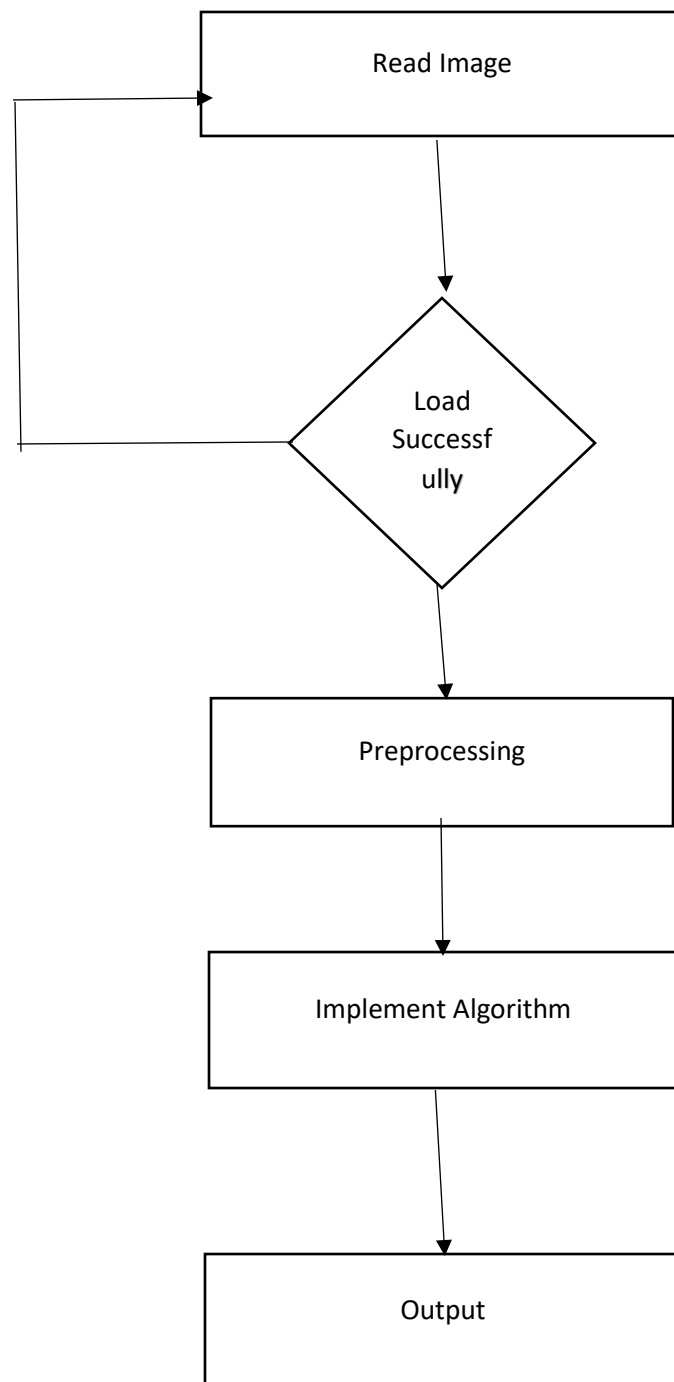 Read Image
Load
Successf
ully
Preprocessing
Implement Algorithm
Output